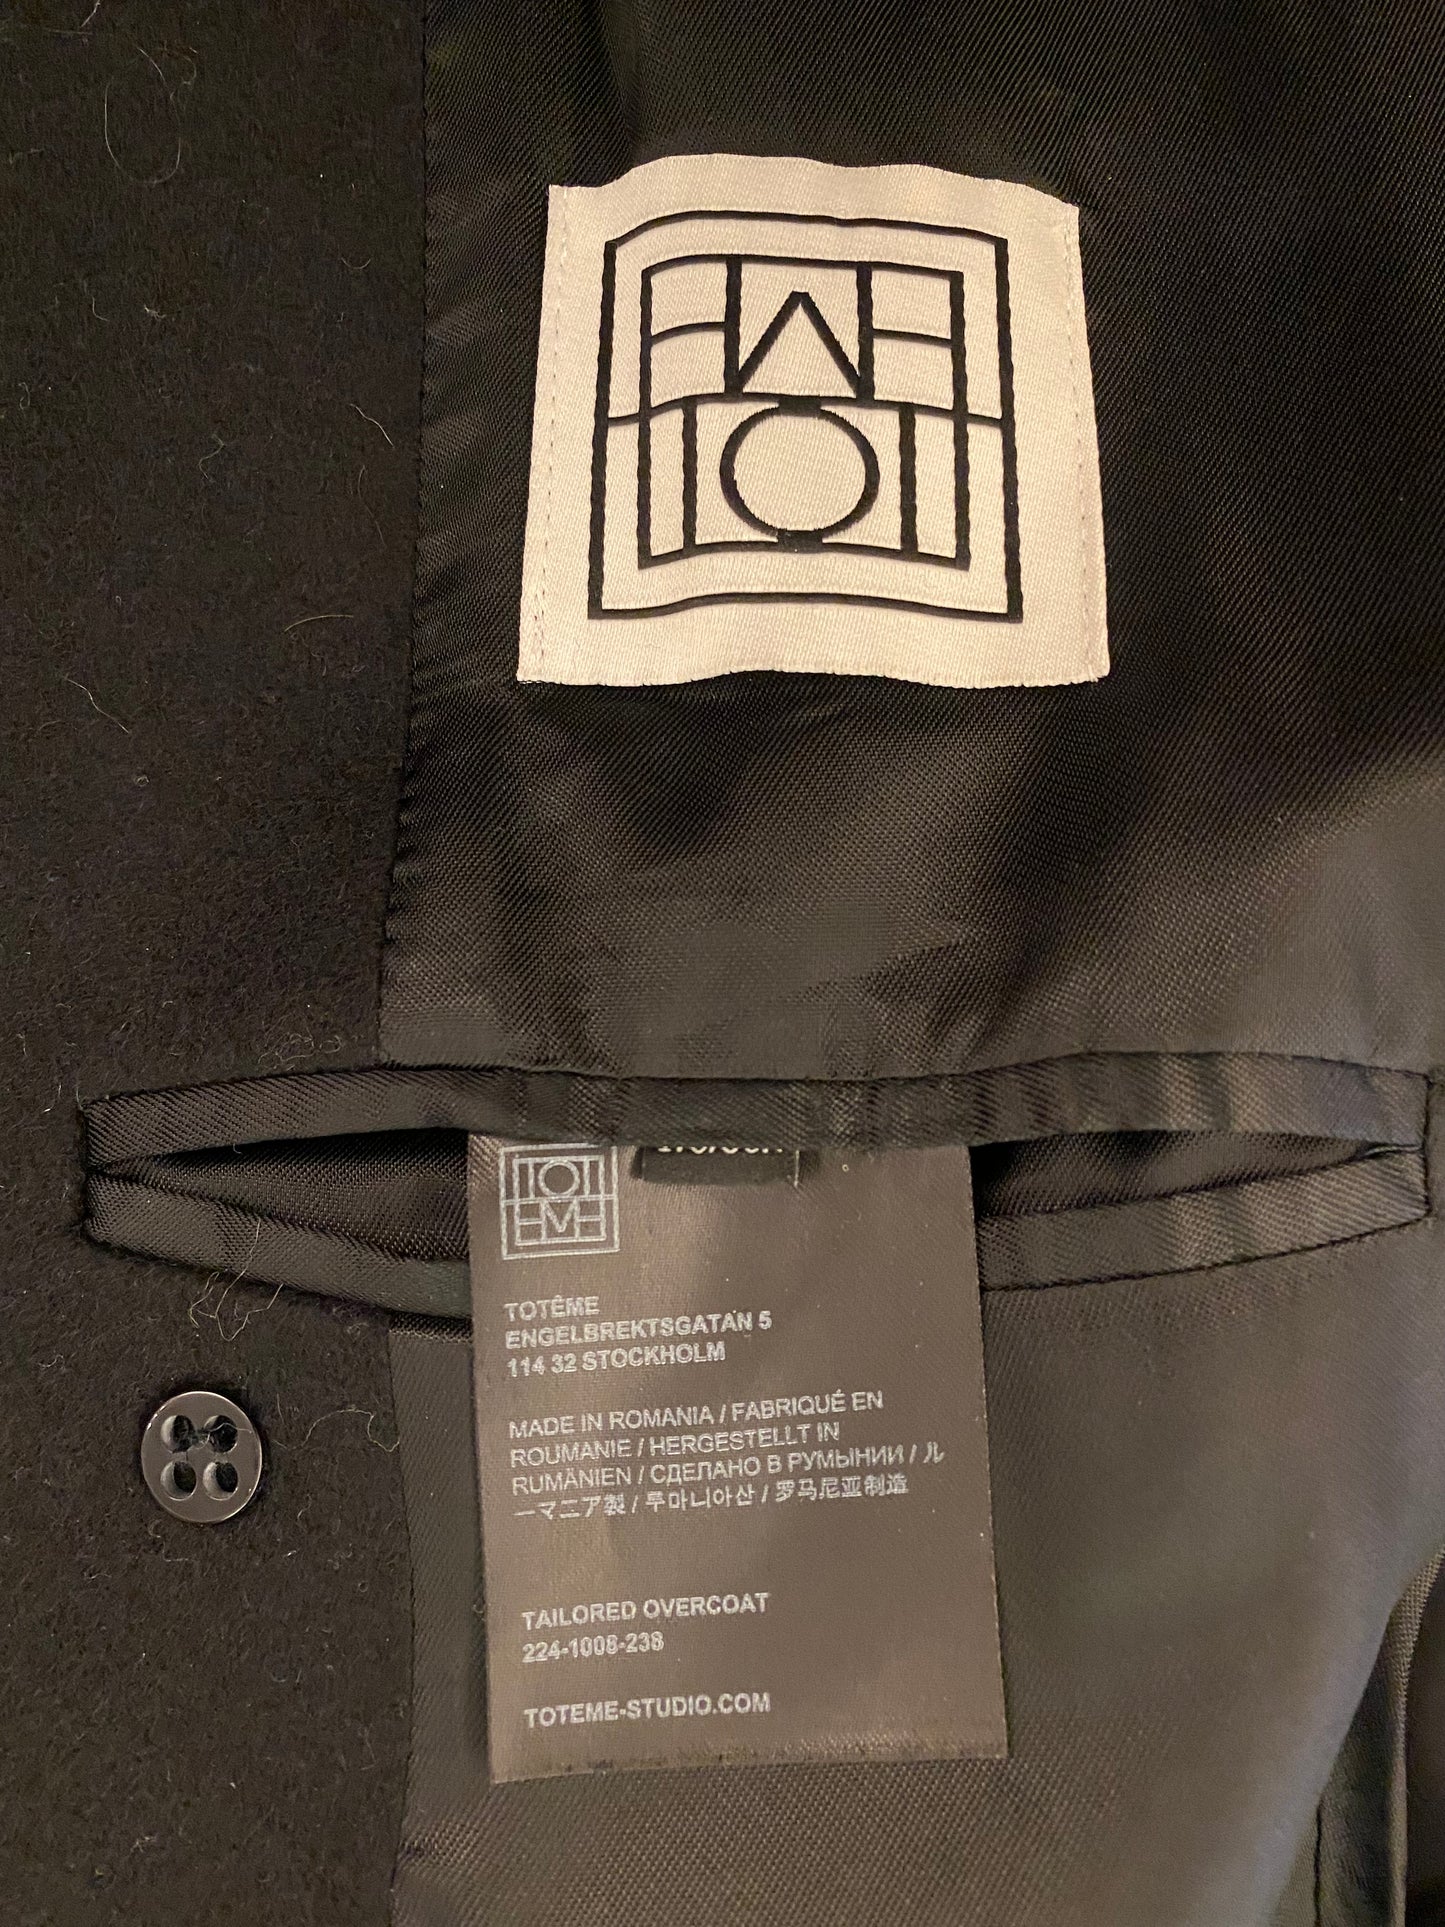 TOTÊME
ENGELBREKTSGATAN 5
114 32 STOCKHOLM
MADE IN ROMANIA / FABRIQUÉ EN
ROUMANIE / HERGESTELLT IN
RUMÄNIEN / СДЕЛАНО В РУМЫНИИ / ル
ーマニア製 / 루마니아산 / 罗马尼亚制造
TAILORED OVERCOAT
224-1008-238
TOTEME-STUDIO.COM